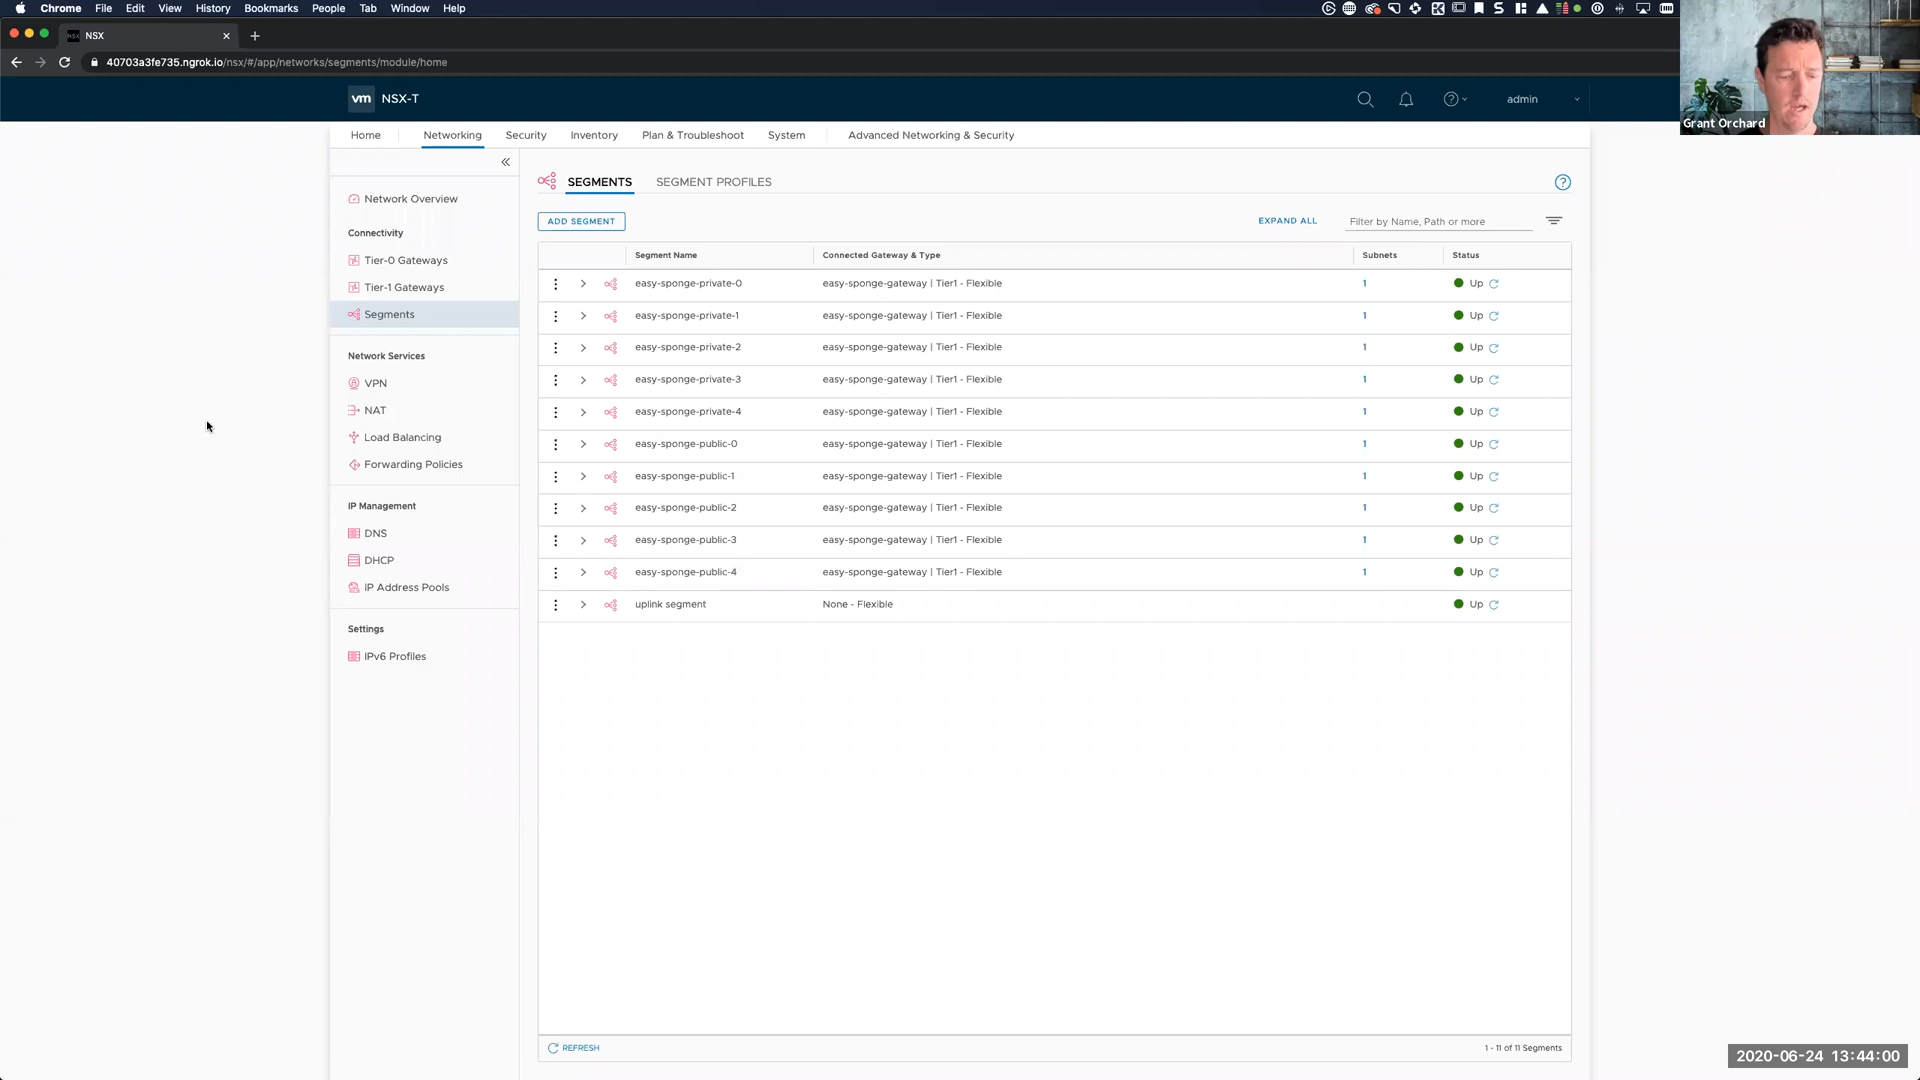 Chrome File Edit View History Bookmarks People Tab Window Help
NSX
40703a3fe735.ngrok.io/nsx/#/app/networks/segments/module/home
vm NSX-T
admin
Grant Orchard
Home Networking Security Inventory Plan & Troubleshoot System Advanced Networking & Security
Network Overview
Connectivity
Tier-0 Gateways
Tier-1 Gateways
Segments
Network Services
VPN
NAT
Load Balancing
Forwarding Policies
IP Management
DNS
DHCP
IP Address Pools
Settings
IPv6 Profiles
SEGMENTS SEGMENT PROFILES
ADD SEGMENT EXPAND ALL Filter by Name, Path or more
Segment Name Connected Gateway & Type Subnets Status
easy-sponge-private-0 easy-sponge-gateway | Tier1 - Flexible 1 Up
easy-sponge-private-1 easy-sponge-gateway | Tier1 - Flexible 1 Up
easy-sponge-private-2 easy-sponge-gateway | Tier1 - Flexible 1 Up
easy-sponge-private-3 easy-sponge-gateway | Tier1 - Flexible 1 Up
easy-sponge-private-4 easy-sponge-gateway | Tier1 - Flexible 1 Up
easy-sponge-public-0 easy-sponge-gateway | Tier1 - Flexible 1 Up
easy-sponge-public-1 easy-sponge-gateway | Tier1 - Flexible 1 Up
easy-sponge-public-2 easy-sponge-gateway | Tier1 - Flexible 1 Up
easy-sponge-public-3 easy-sponge-gateway | Tier1 - Flexible 1 Up
easy-sponge-public-4 easy-sponge-gateway | Tier1 - Flexible 1 Up
uplink segment None - Flexible Up
REFRESH 1 - 11 of 11 Segments
2020-06-24 13:44:00